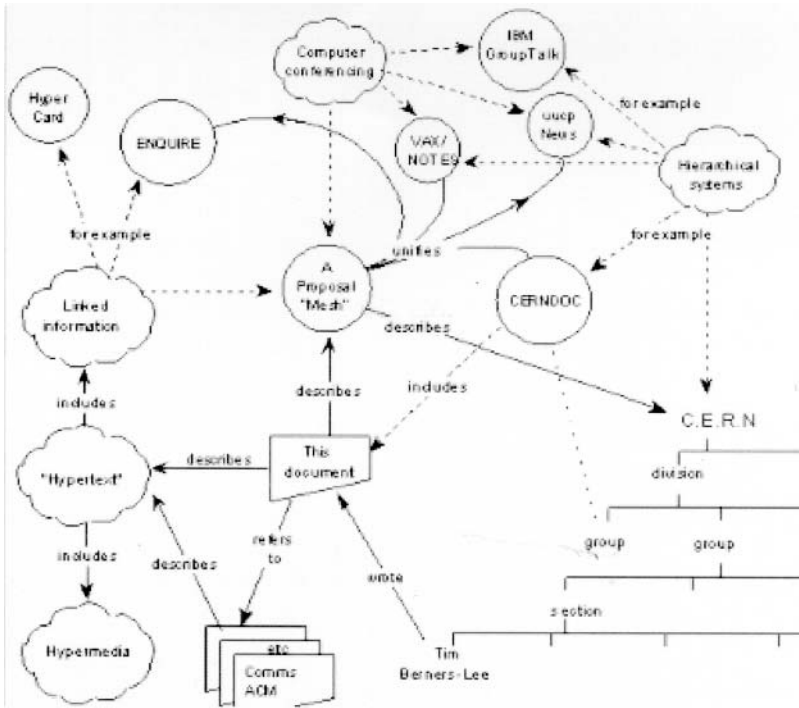 Computer
conferencing
IBM
GroupTalk
Hyper
Card
for example
ENQUIRE
uucp
News
VAX/
NOTES
Hierarchical
systems
for example
unifies
for example
A
Proposal
"Mesh"
Linked
information
CERNDOC
describes
includes
describes
includes
C.E.R.N
This
document
describes
"Hypertext"
division
refers
to
group
group
includes
describes
wrote
section
Hypermedia
etc
Tim
Berners-Lee
Comms
ACM